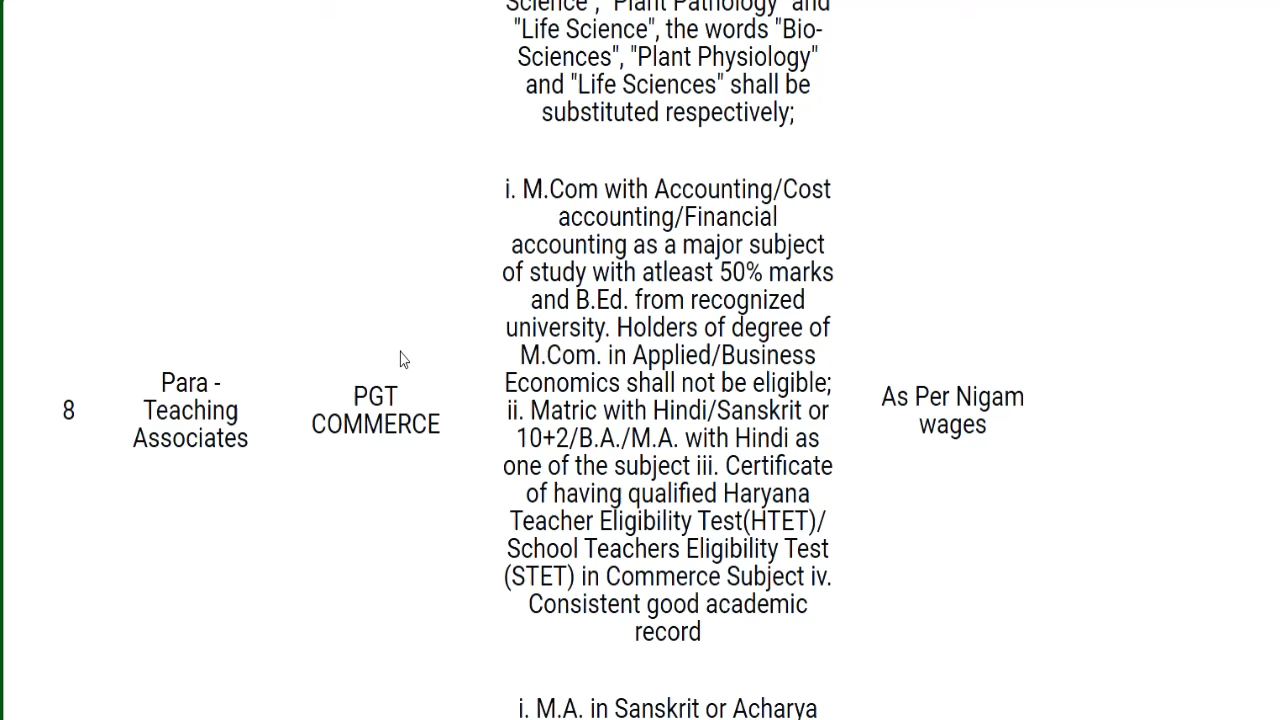 Science", "Plant Pathology" and
"Life Science", the words "Bio-
Sciences", "Plant Physiology"
and "Life Sciences" shall be
substituted respectively;
8
Para -
Teaching
Associates
PGT
COMMERCE
i. M.Com with Accounting/Cost
accounting/Financial
accounting as a major subject
of study with atleast 50% marks
and B.Ed. from recognized
university. Holders of degree of
M.Com. in Applied/Business
Economics shall not be eligible;
ii. Matric with Hindi/Sanskrit or
10+2/B.A./M.A. with Hindi as
one of the subject iii. Certificate
of having qualified Haryana
Teacher Eligibility Test(HTET)/
School Teachers Eligibility Test
(STET) in Commerce Subject iv.
Consistent good academic
record
As Per Nigam
wages
i. M.A. in Sanskrit or Acharya